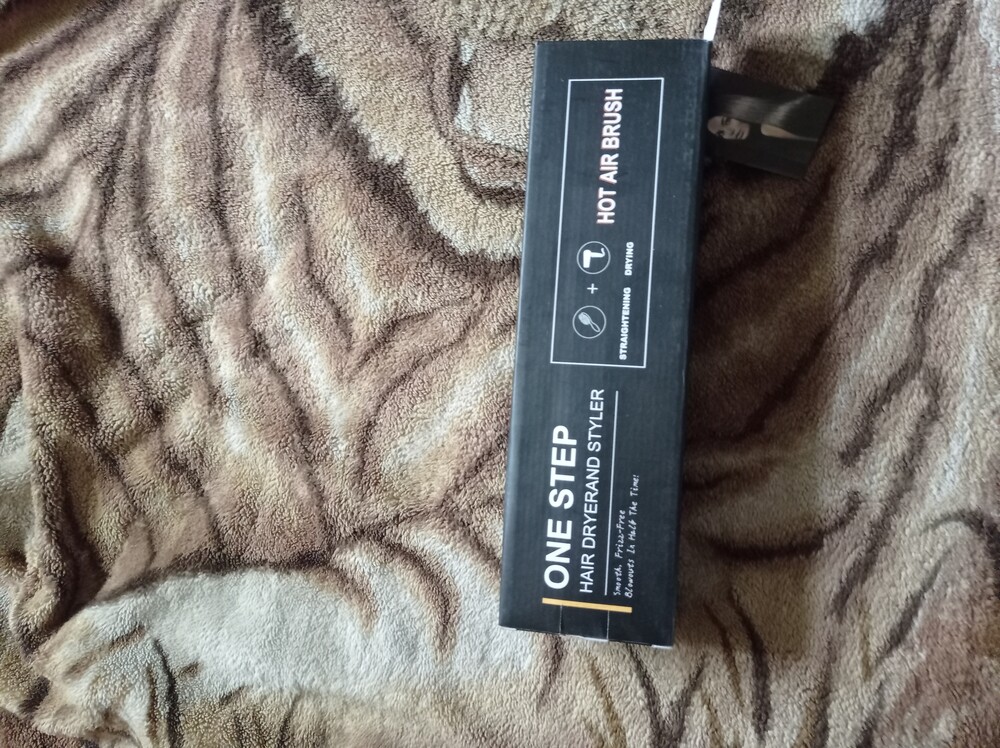 ONE STEP
HAIR DRYERAND STYLER
Smooth, Frizz-Free
Blowouts In Half The Time!
STRAIGHTENING
+
DRYING
HOT AIR BRUSH